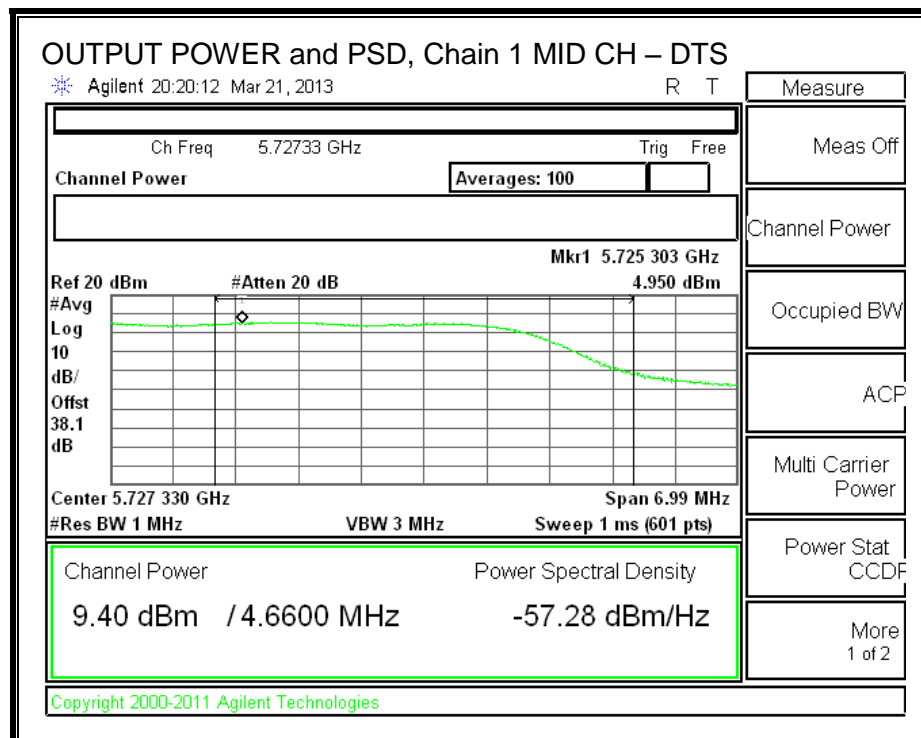 OUTPUT POWER and PSD, Chain 1 MID CH – DTS
Agilent 20:20:12 Mar 21, 2013 R T
Ch Freq 5.72733 GHz Trig Free
Channel Power Averages: 100
Mkr1 5.725 303 GHz
Ref 20 dBm #Atten 20 dB 4.950 dBm
#Avg
Log
10
dB/
Offst
38.1
dB
Center 5.727 330 GHz Span 6.99 MHz
#Res BW 1 MHz VBW 3 MHz Sweep 1 ms (601 pts)
Channel Power Power Spectral Density
9.40 dBm / 4.6600 MHz -57.28 dBm/Hz
Copyright 2000-2011 Agilent Technologies
Measure
Meas Off
Channel Power
Occupied BW
ACP
Multi Carrier
Power
Power Stat
CCDF
More
1 of 2